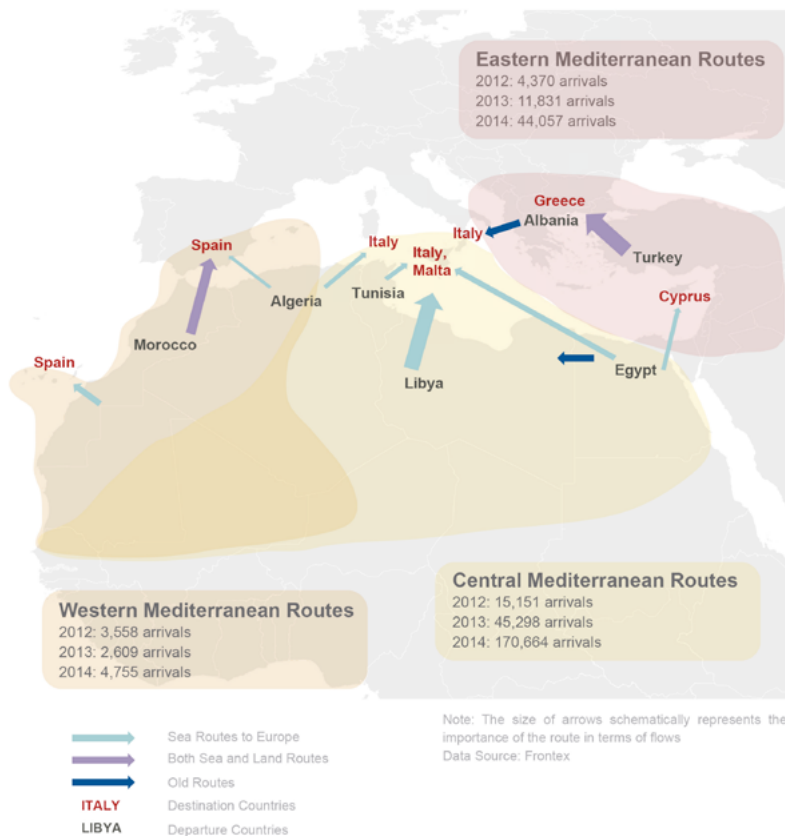 Eastern Mediterranean Routes
2012: 4,370 arrivals
2013: 11,831 arrivals
2014: 44,057 arrivals
Greece
Albania
Italy
Spain
Italy
Italy,
Malta
Turkey
Tunisia
Algeria
Cyprus
Morocco
Spain
Libya
Egypt
Central Mediterranean Routes
2012: 15,151 arrivals
2013: 45,298 arrivals
2014: 170,664 arrivals
Western Mediterranean Routes
2012: 3,558 arrivals
2013: 2,609 arrivals
2014: 4,755 arrivals
Note: The size of arrows schematically represents the
importance of the route in terms of flows
Data Source: Frontex
Sea Routes to Europe
Both Sea and Land Routes
Old Routes
ITALY Destination Countries
LIBYA Departure Countries